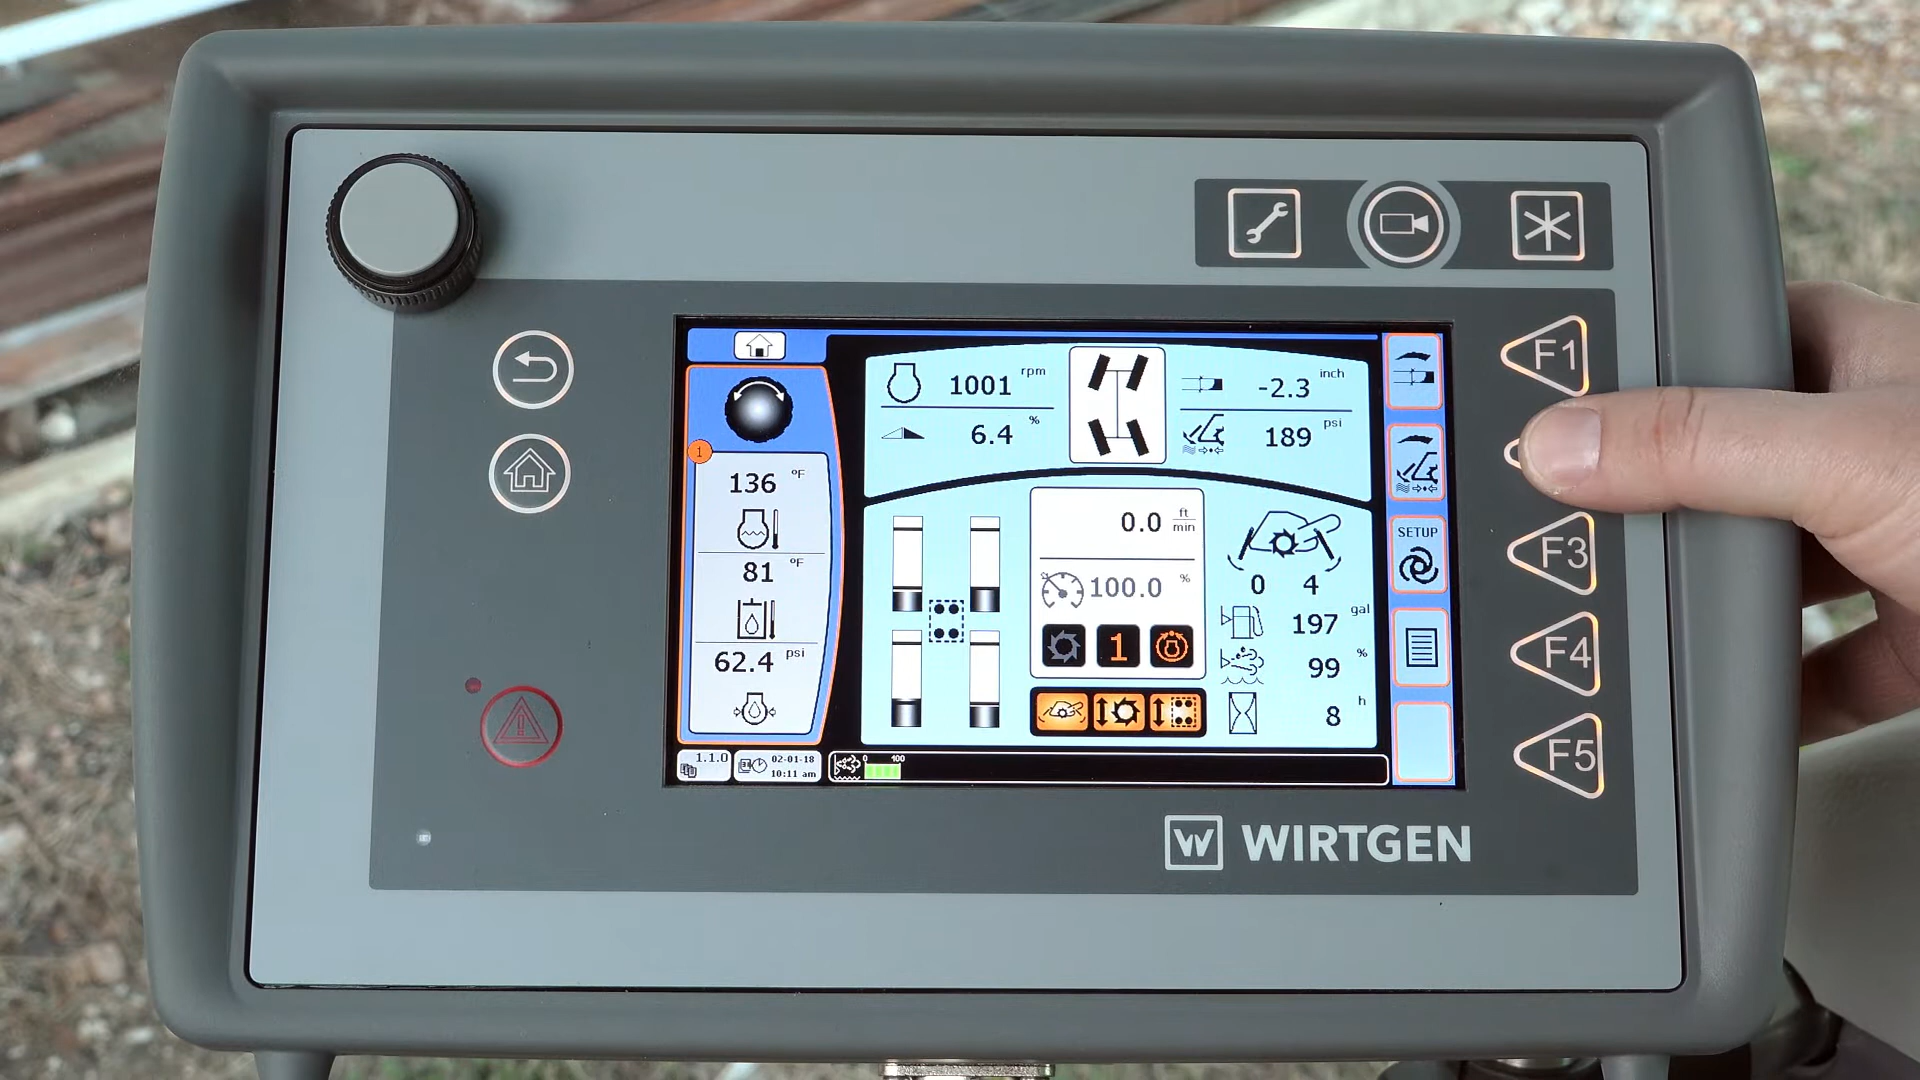 1001 rpm
6.4 %
-2.3 inch
189 psi
1
136 °F
81 °F
62.4 psi
0.0 ft/min
100.0 %
1
0 4
197 gal
99 %
8 h
SETUP
1.1.0
02-01-18
10:11 am
0 100
F1
F3
F4
F5
W WIRTGEN